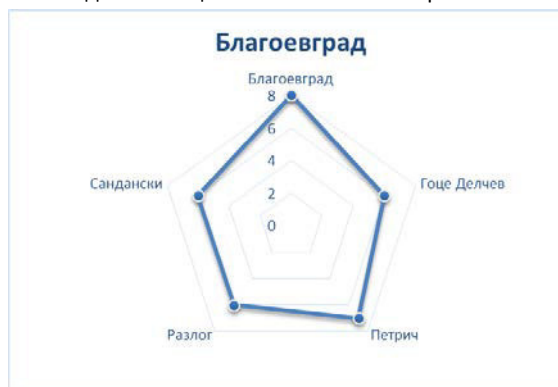 Благоевград
Благоевград
8
6
4
2
0
Гоце Делчев
Петрич
Разлог
Сандански